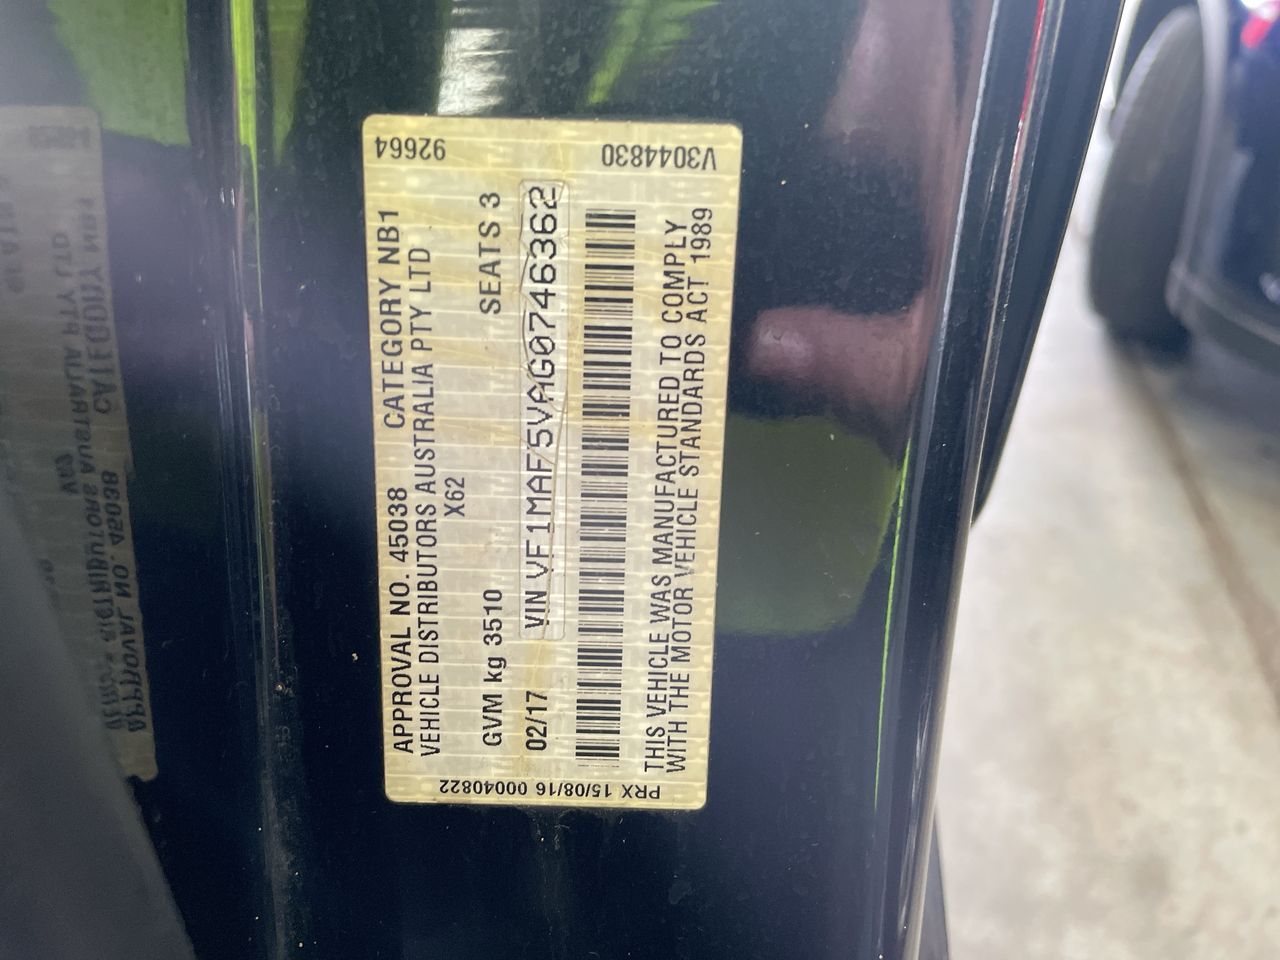 APPROVAL NO. 45038 CATEGORY NB1
VEHICLE DISTRIBUTORS AUSTRALIA PTY LTD
X62
GVM kg 3510 SEATS 3
02/17 VIN VF1MAF5VAG0746362
THIS VEHICLE WAS MANUFACTURED TO COMPLY
WITH THE MOTOR VEHICLE STANDARDS ACT 1989
PRX 15/08/16 00040822
92664
V3044830